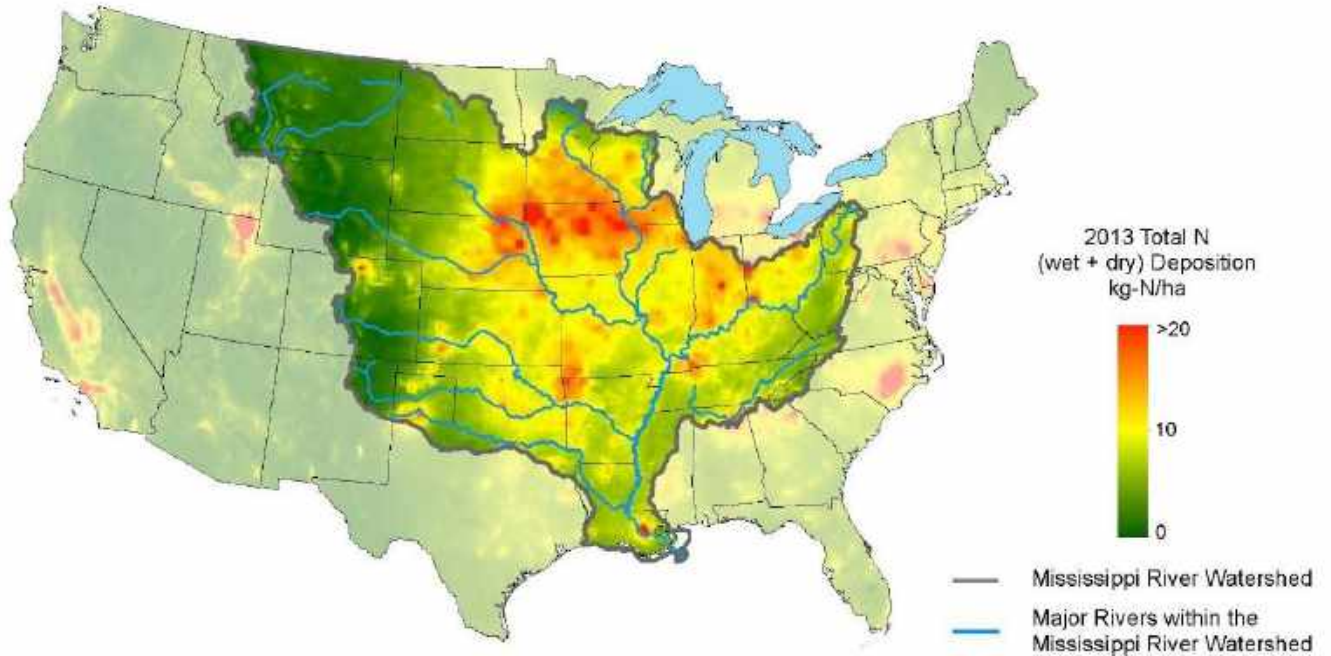 2013 Total N
(wet + dry) Deposition
kg-N/ha
>20
10
0
Mississippi River Watershed
Major Rivers within the
Mississippi River Watershed